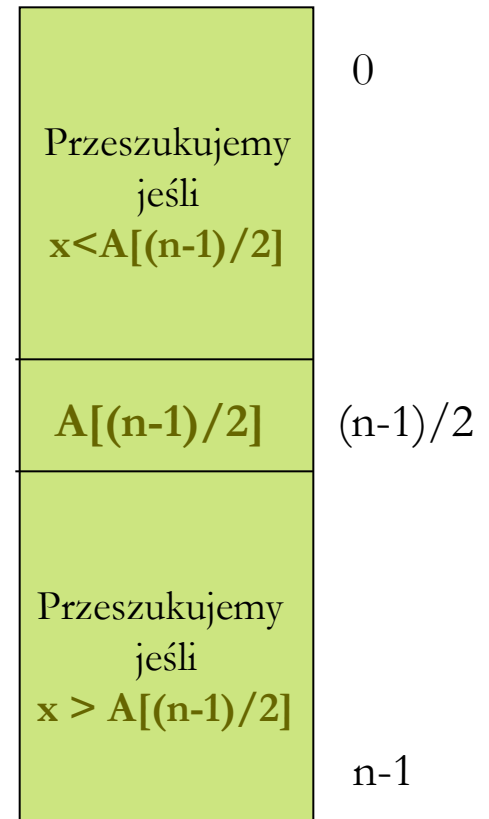 0
Przeszukujemy
jeśli
x<A[(n-1)/2]
A[(n-1)/2]
(n-1)/2
Przeszukujemy
jeśli
x > A[(n-1)/2]
n-1